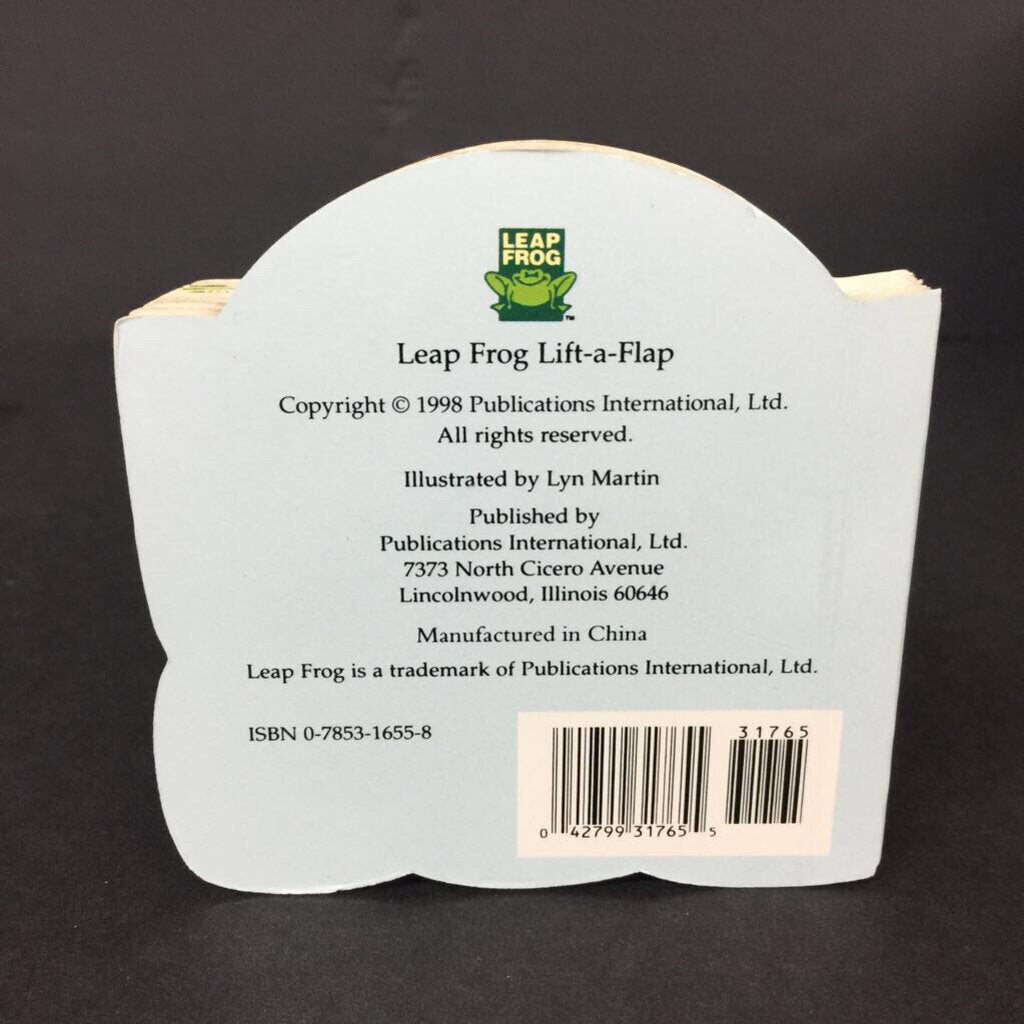 LEAP
FROG
™
Leap Frog Lift-a-Flap
Copyright © 1998 Publications International, Ltd.
All rights reserved.
Illustrated by Lyn Martin
Published by
Publications International, Ltd.
7373 North Cicero Avenue
Lincolnwood, Illinois 60646
Manufactured in China
Leap Frog is a trademark of Publications International, Ltd.
ISBN 0-7853-1655-8
31765
0 42799 31765 5